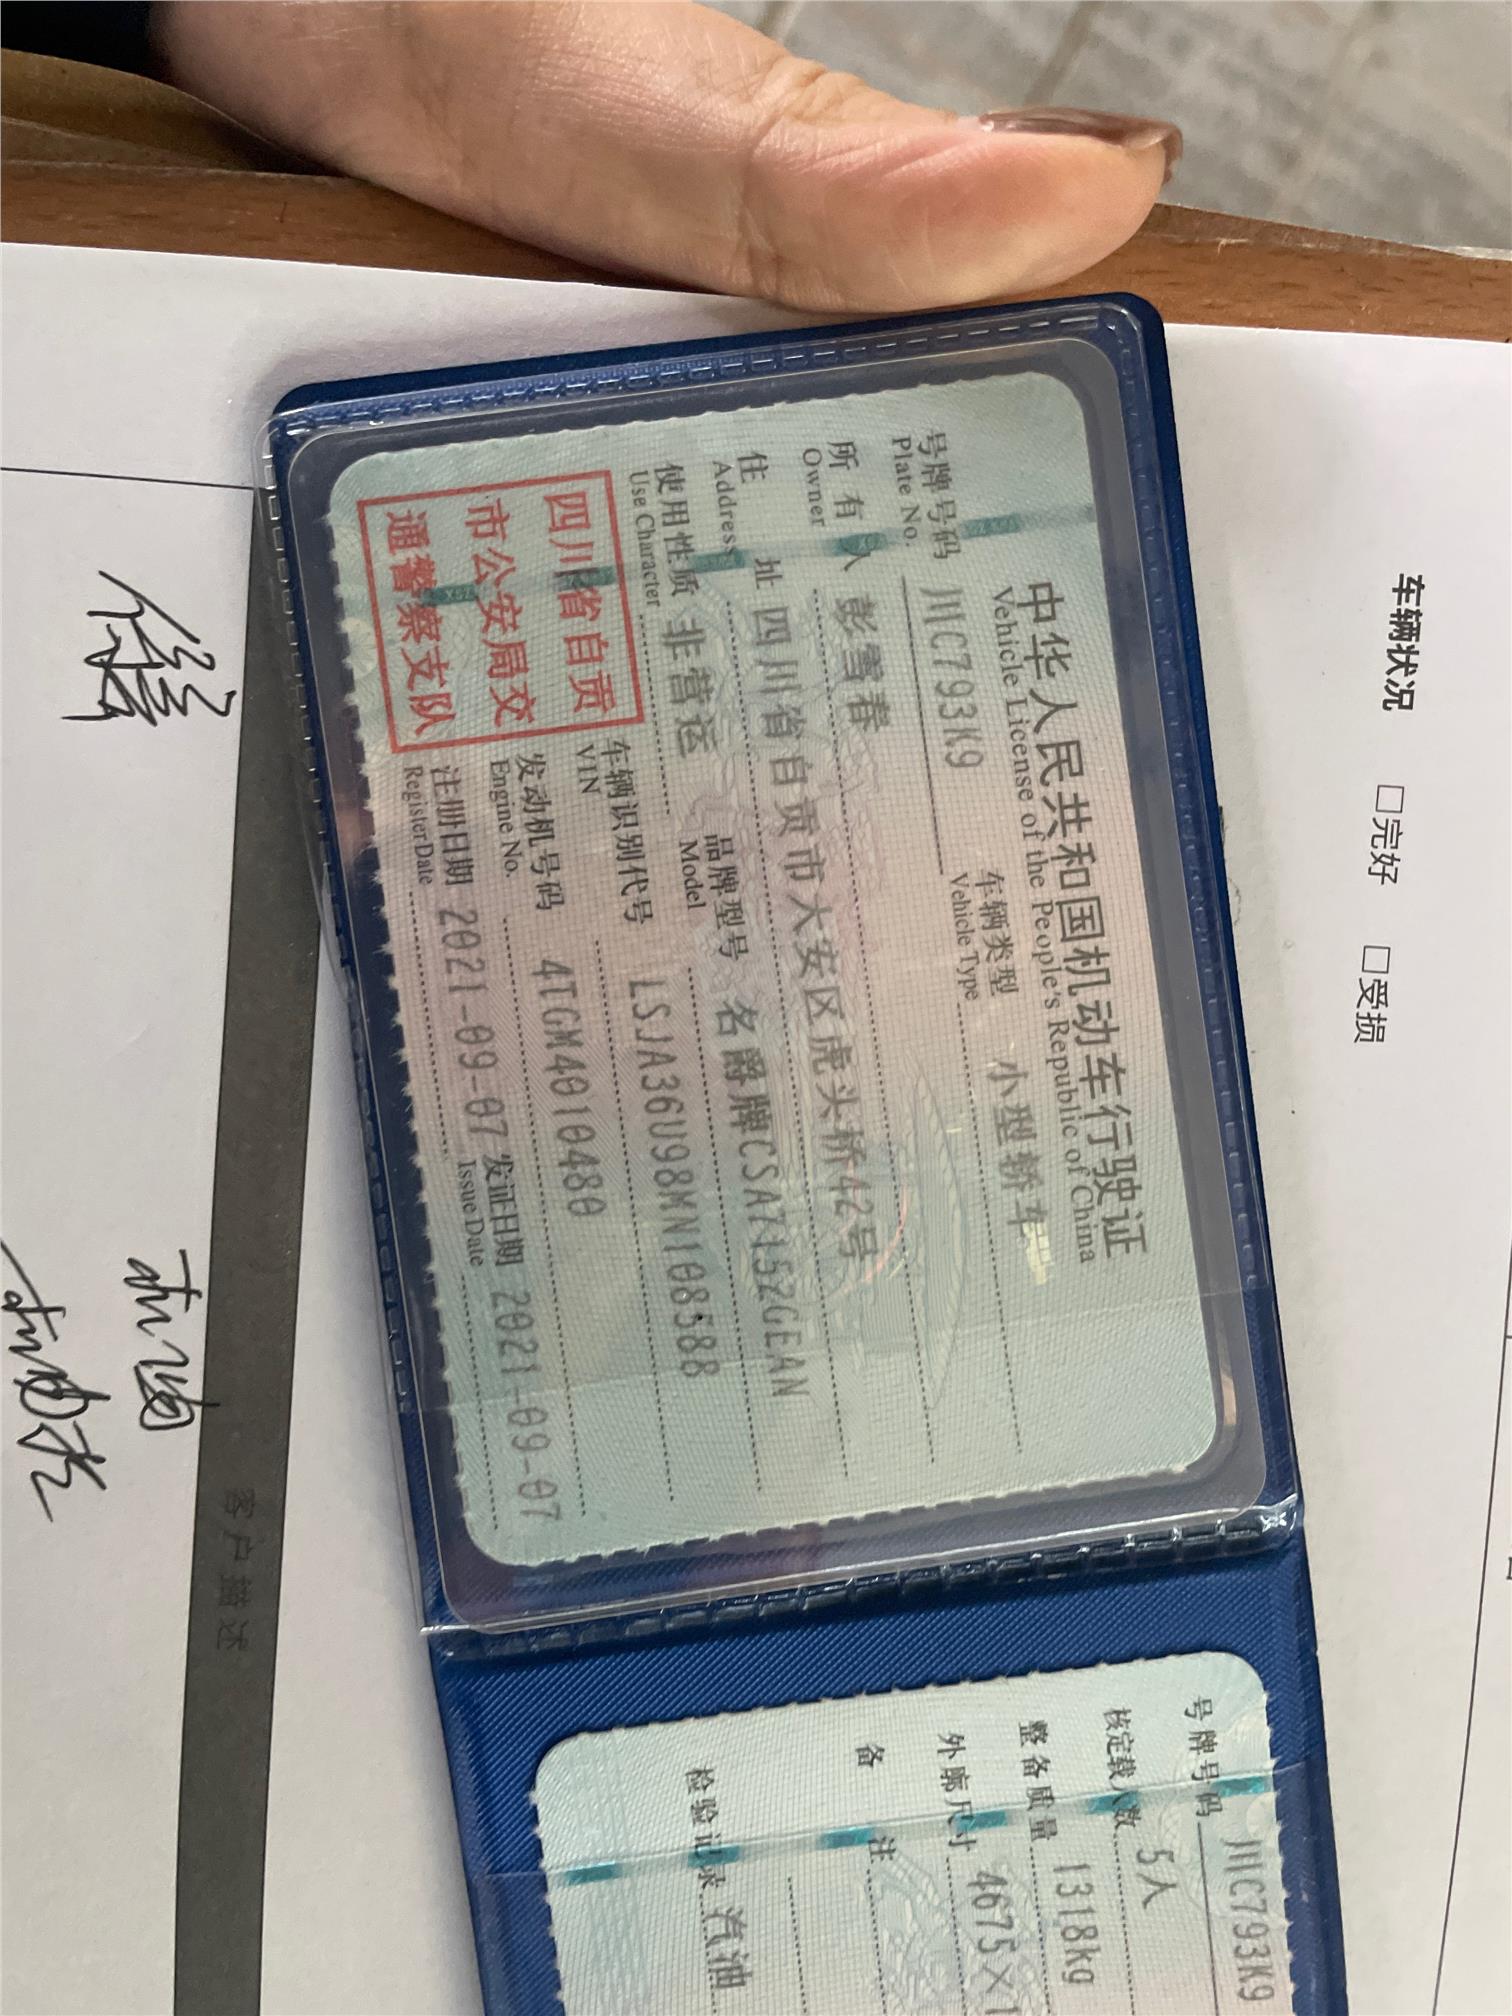 车辆状况 □完好 □受损
中华人民共和国机动车行驶证
Vehicle License of the People's Republic of China
号牌号码 川C793K9 车辆类型 小型轿车
Plate No. Vehicle Type
所有人 彭雪春
Owner
住址 四川省自贡市大安区虎头桥42号
Address
使用性质 非营运 品牌型号 名爵牌CSA7152GEAN
Use Character Model
四川省自贡
市公安局交
通警察支队
车辆识别代号 LSJA36U98MN108588
VIN
发动机号码 4TGM4010480
Engine No.
注册日期 2021-09-07 发证日期 2021-09-07
Register Date Issue Date
号牌号码 川C793K9
核定载人数 5人
整备质量 1318kg
外廓尺寸 4675×1
备注
检验记录 汽油
客户描述